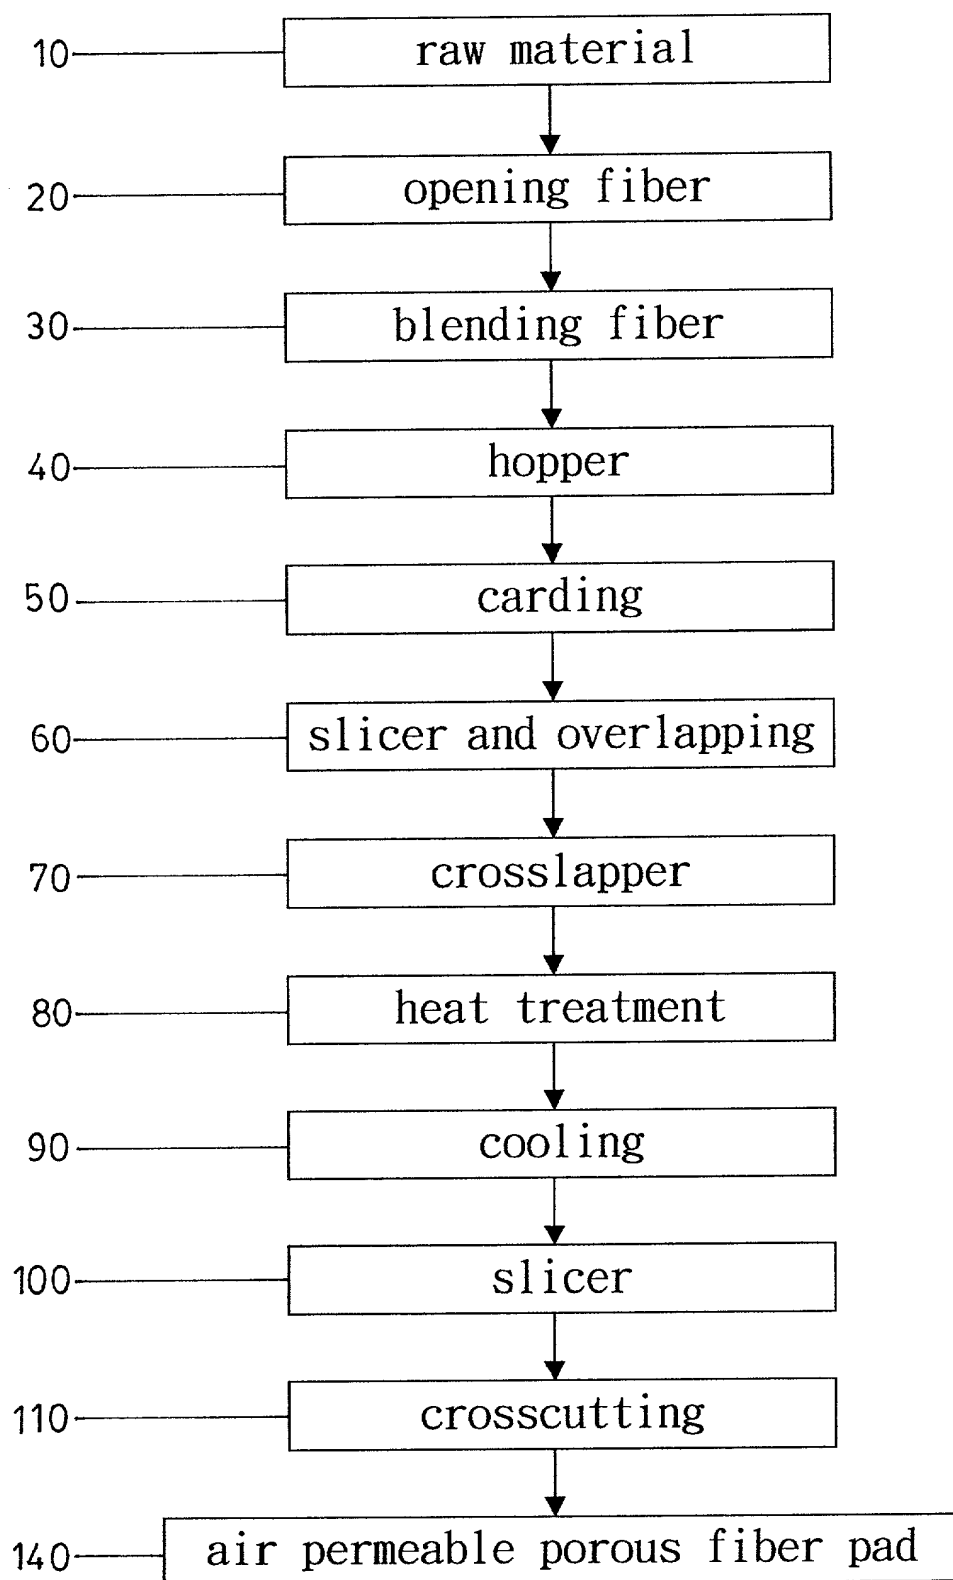 10 raw material
20 opening fiber
30 blending fiber
40 hopper
50 carding
60 slicer and overlapping
70 crosslapper
80 heat treatment
90 cooling
100 slicer
110 crosscutting
140 air permeable porous fiber pad